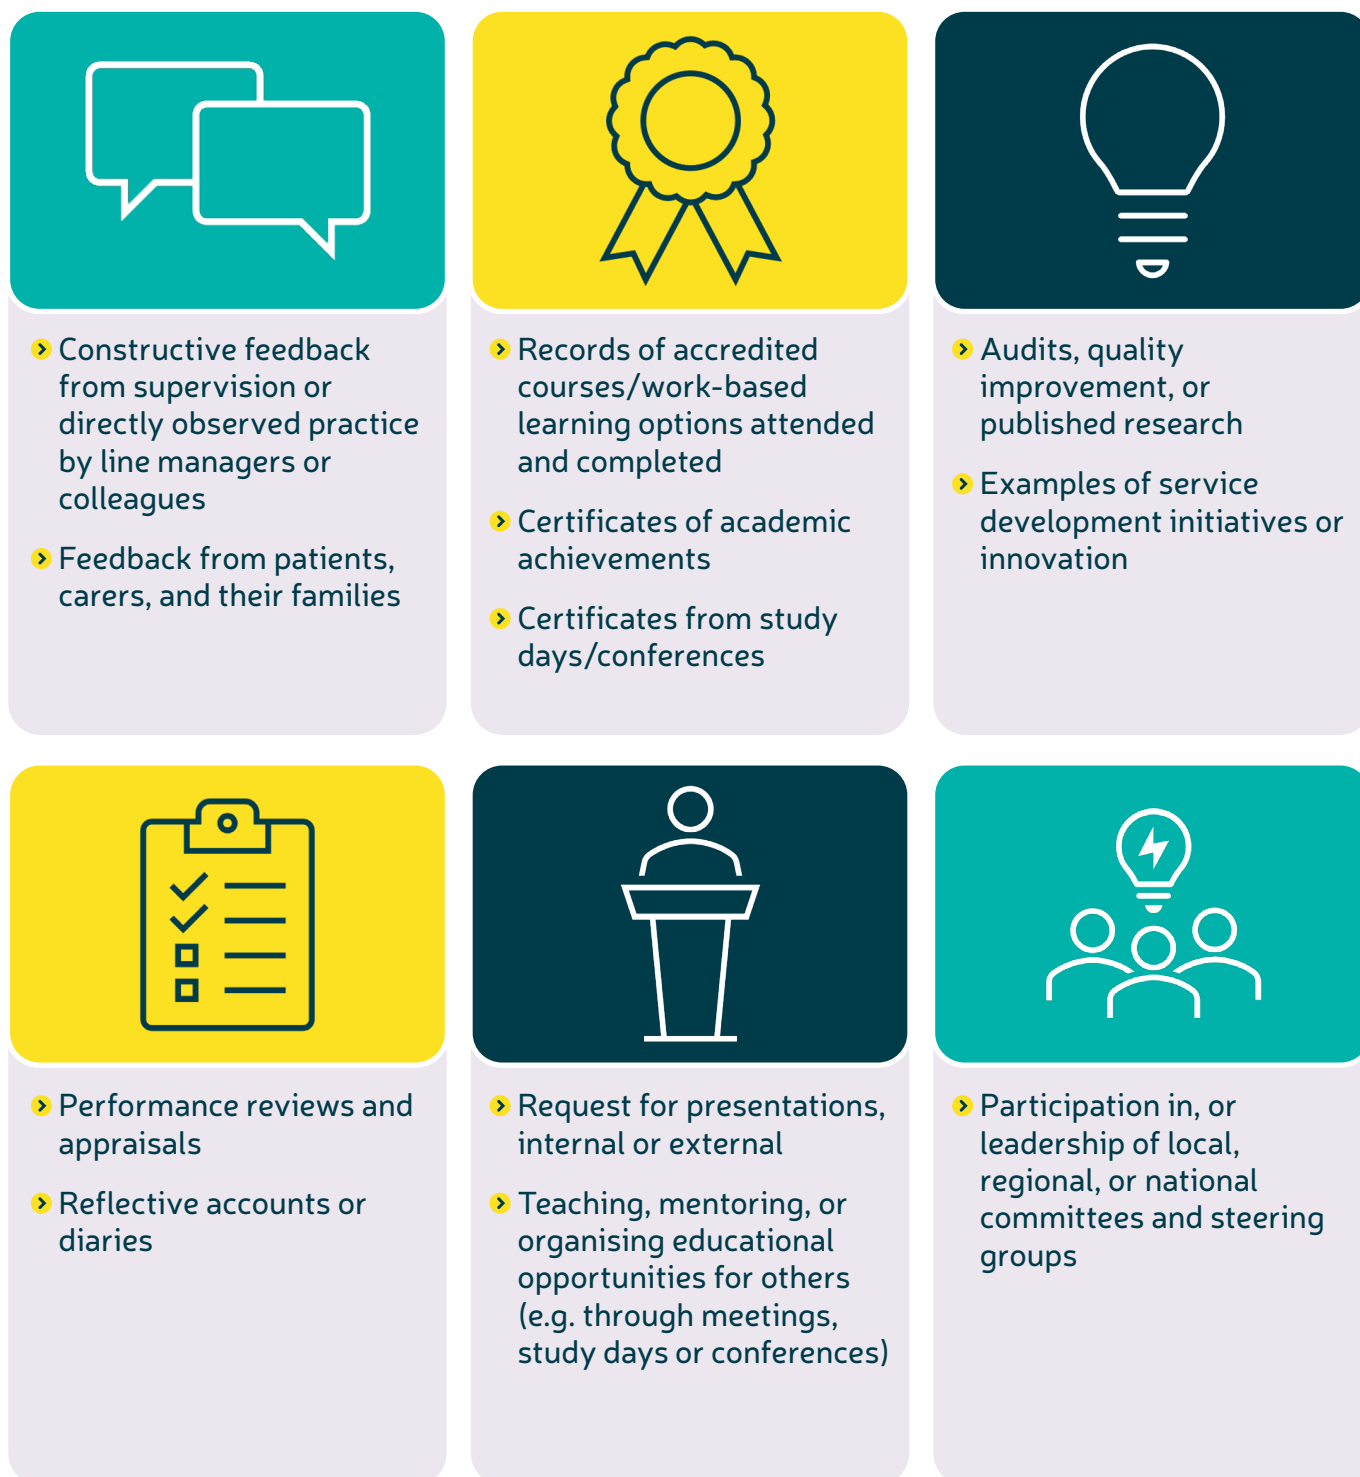 Constructive feedback
from supervision or
directly observed practice
by line managers or
colleagues
Feedback from patients,
carers, and their families
Records of accredited
courses/work-based
learning options attended
and completed
Certificates of academic
achievements
Certificates from study
days/conferences
Audits, quality
improvement, or
published research
Examples of service
development initiatives or
innovation
Performance reviews and
appraisals
Reflective accounts or
diaries
Request for presentations,
internal or external
Teaching, mentoring, or
organising educational
opportunities for others
(e.g. through meetings,
study days or conferences)
Participation in, or
leadership of local,
regional, or national
committees and steering
groups